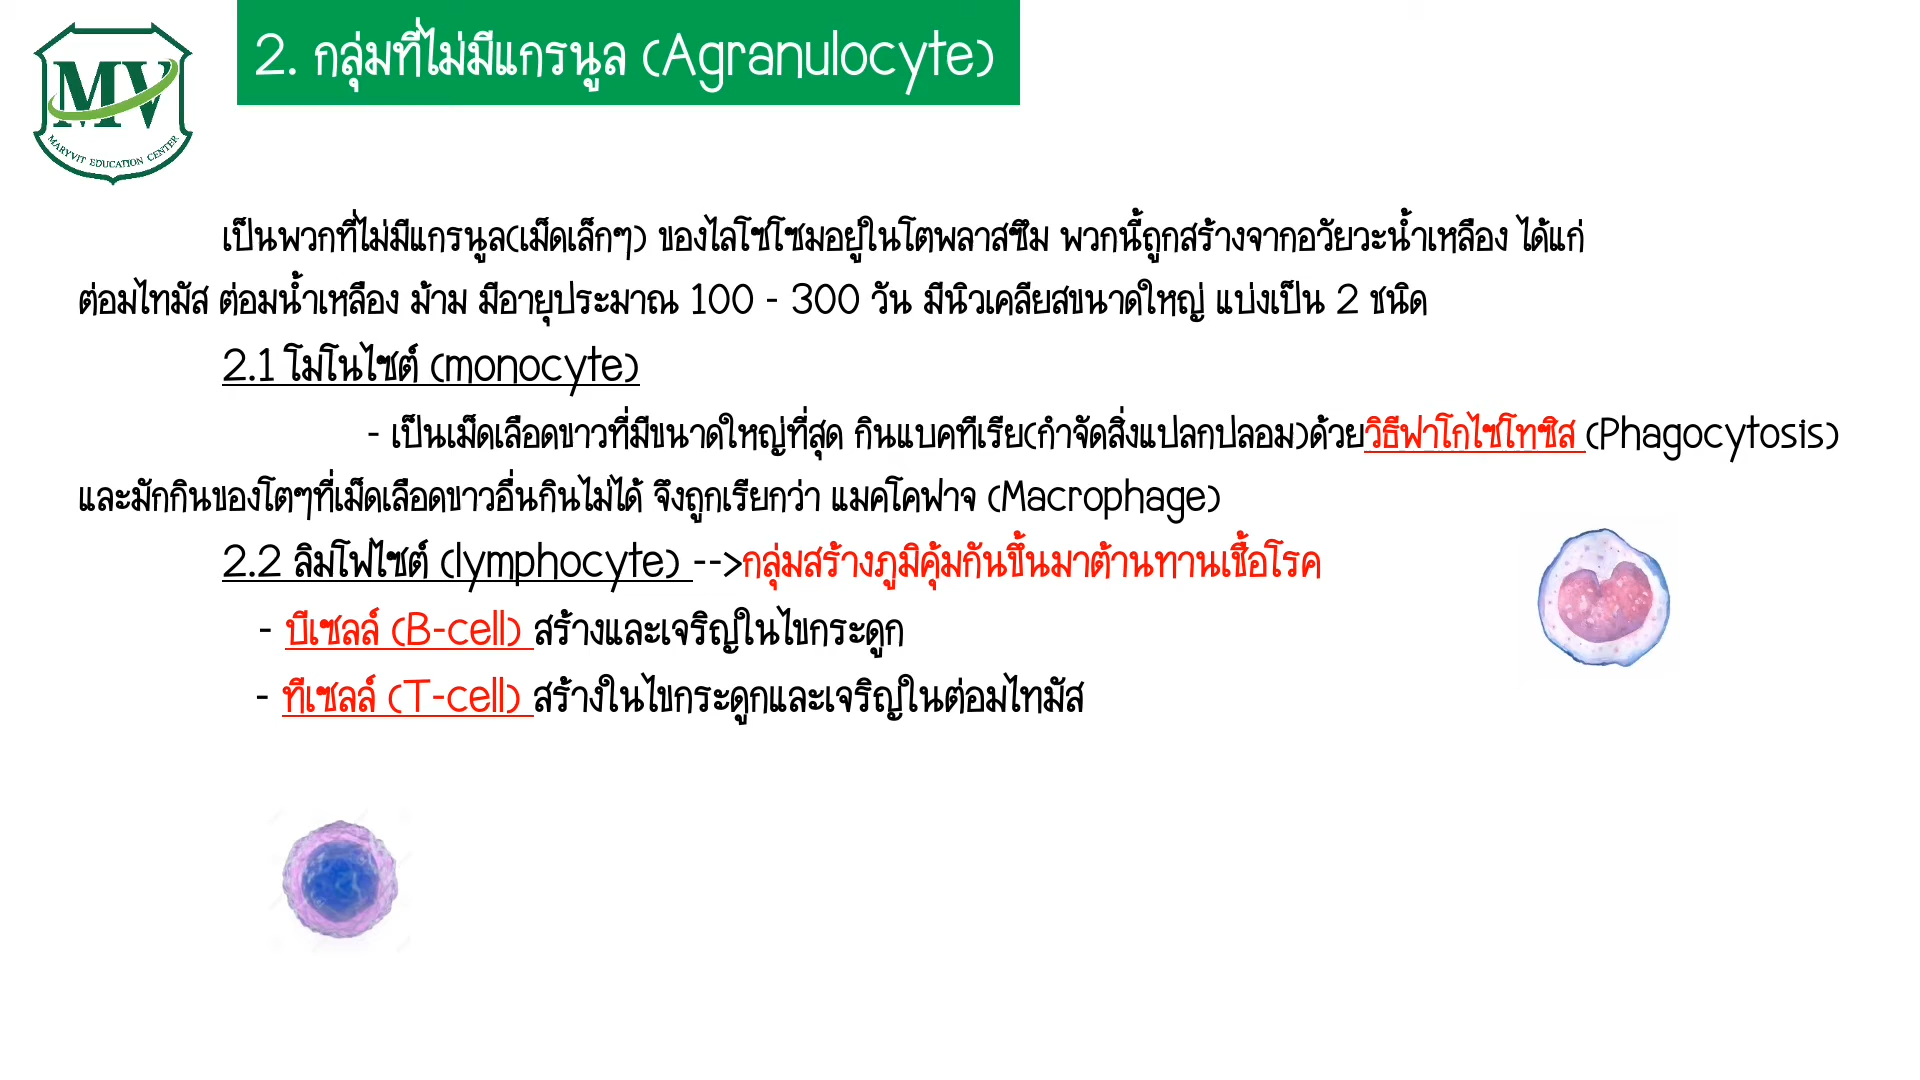 MV
MARYVIT EDUCATION CENTER
2. กลุ่มที่ไม่มีแกรนูล (Agranulocyte)
เป็นพวกที่ไม่มีแกรนูล(เม็ดเล็กๆ) ของไลโซโซมอยู่ในโตพลาสซึม พวกนี้ถูกสร้างจากอวัยวะน้ำเหลือง ได้แก่
ต่อมไทมัส ต่อมน้ำเหลือง ม้าม มีอายุประมาณ 100 - 300 วัน มีนิวเคลียสขนาดใหญ่ แบ่งเป็น 2 ชนิด
2.1 โมโนไซต์ (monocyte)
- เป็นเม็ดเลือดขาวที่มีขนาดใหญ่ที่สุด กินแบคทีเรีย(กำจัดสิ่งแปลกปลอม)ด้วยวิธีฟาโกไซโทซิส (Phagocytosis)
และมักกินของโตๆที่เม็ดเลือดขาวอื่นกินไม่ได้ จึงถูกเรียกว่า แมคโคฟาจ (Macrophage)
2.2 ลิมโฟไซต์ (lymphocyte) -->กลุ่มสร้างภูมิคุ้มกันขึ้นมาต้านทานเชื้อโรค
- บีเซลล์ (B-cell) สร้างและเจริญในไขกระดูก
- ทีเซลล์ (T-cell) สร้างในไขกระดูกและเจริญในต่อมไทมัส